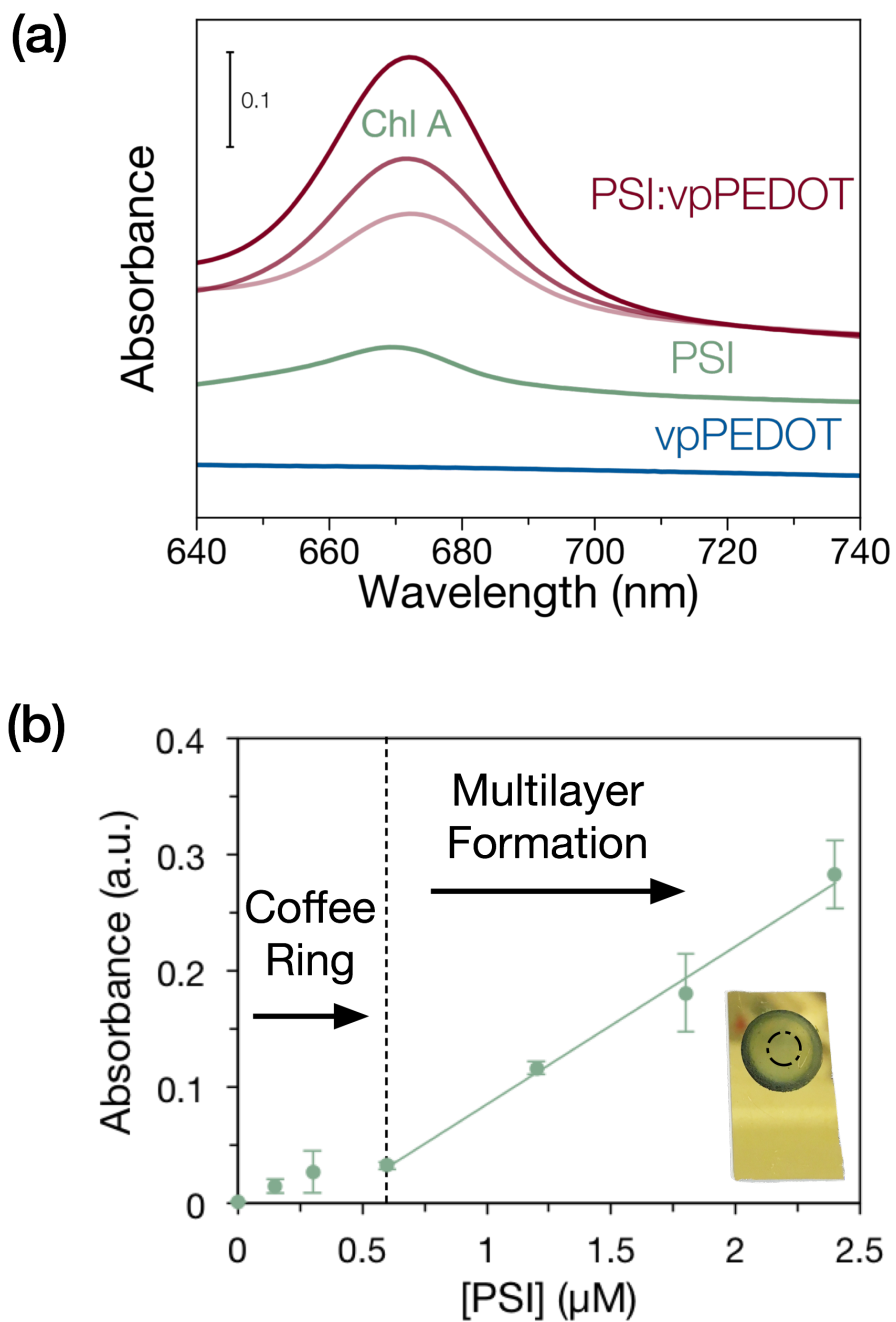 (a)
0.1
Chl A
PSI:vpPEDOT
PSI
vpPEDOT
Absorbance
640 660 680 700 720 740
Wavelength (nm)
(b)
0.4
0.3
0.2
0.1
0
Multilayer
Formation
Coffee
Ring
Absorbance (a.u.)
0 0.5 1 1.5 2 2.5
[PSI] (µM)